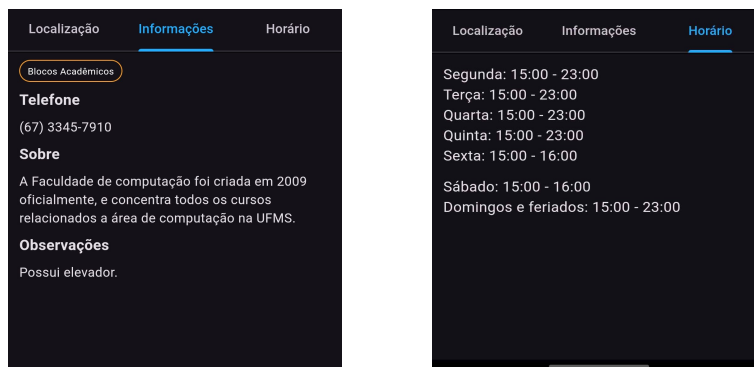 Localização Informações Horário
Blocos Acadêmicos
Telefone
(67) 3345-7910
Sobre
A Faculdade de computação foi criada em 2009
oficialmente, e concentra todos os cursos
relacionados a área de computação na UFMS.
Observações
Possui elevador.
Localização Informações Horário
Segunda: 15:00 - 23:00
Terça: 15:00 - 23:00
Quarta: 15:00 - 23:00
Quinta: 15:00 - 23:00
Sexta: 15:00 - 16:00
Sábado: 15:00 - 16:00
Domingos e feriados: 15:00 - 23:00